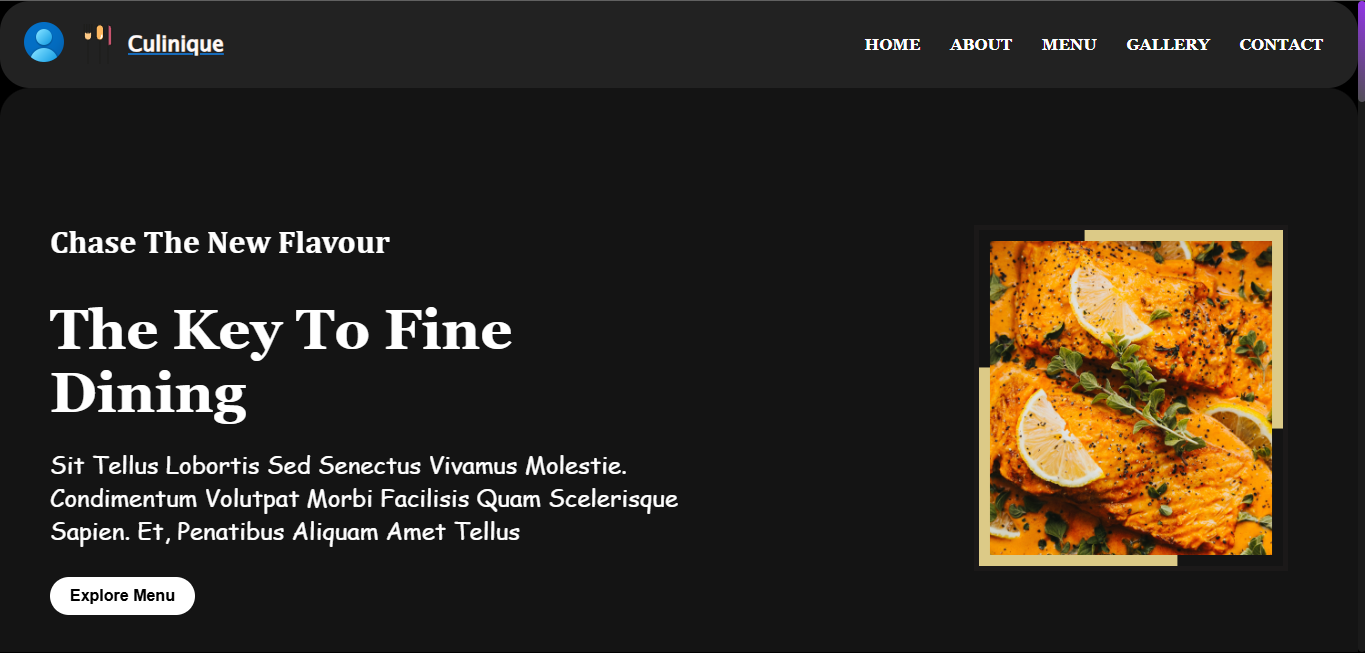 Culinique
HOME ABOUT MENU GALLERY CONTACT
Chase The New Flavour
The Key To Fine
Dining
Sit Tellus Lobortis Sed Senectus Vivamus Molestie.
Condimentum Volutpat Morbi Facilisis Quam Scelerisque
Sapien. Et, Penatibus Aliquam Amet Tellus
Explore Menu